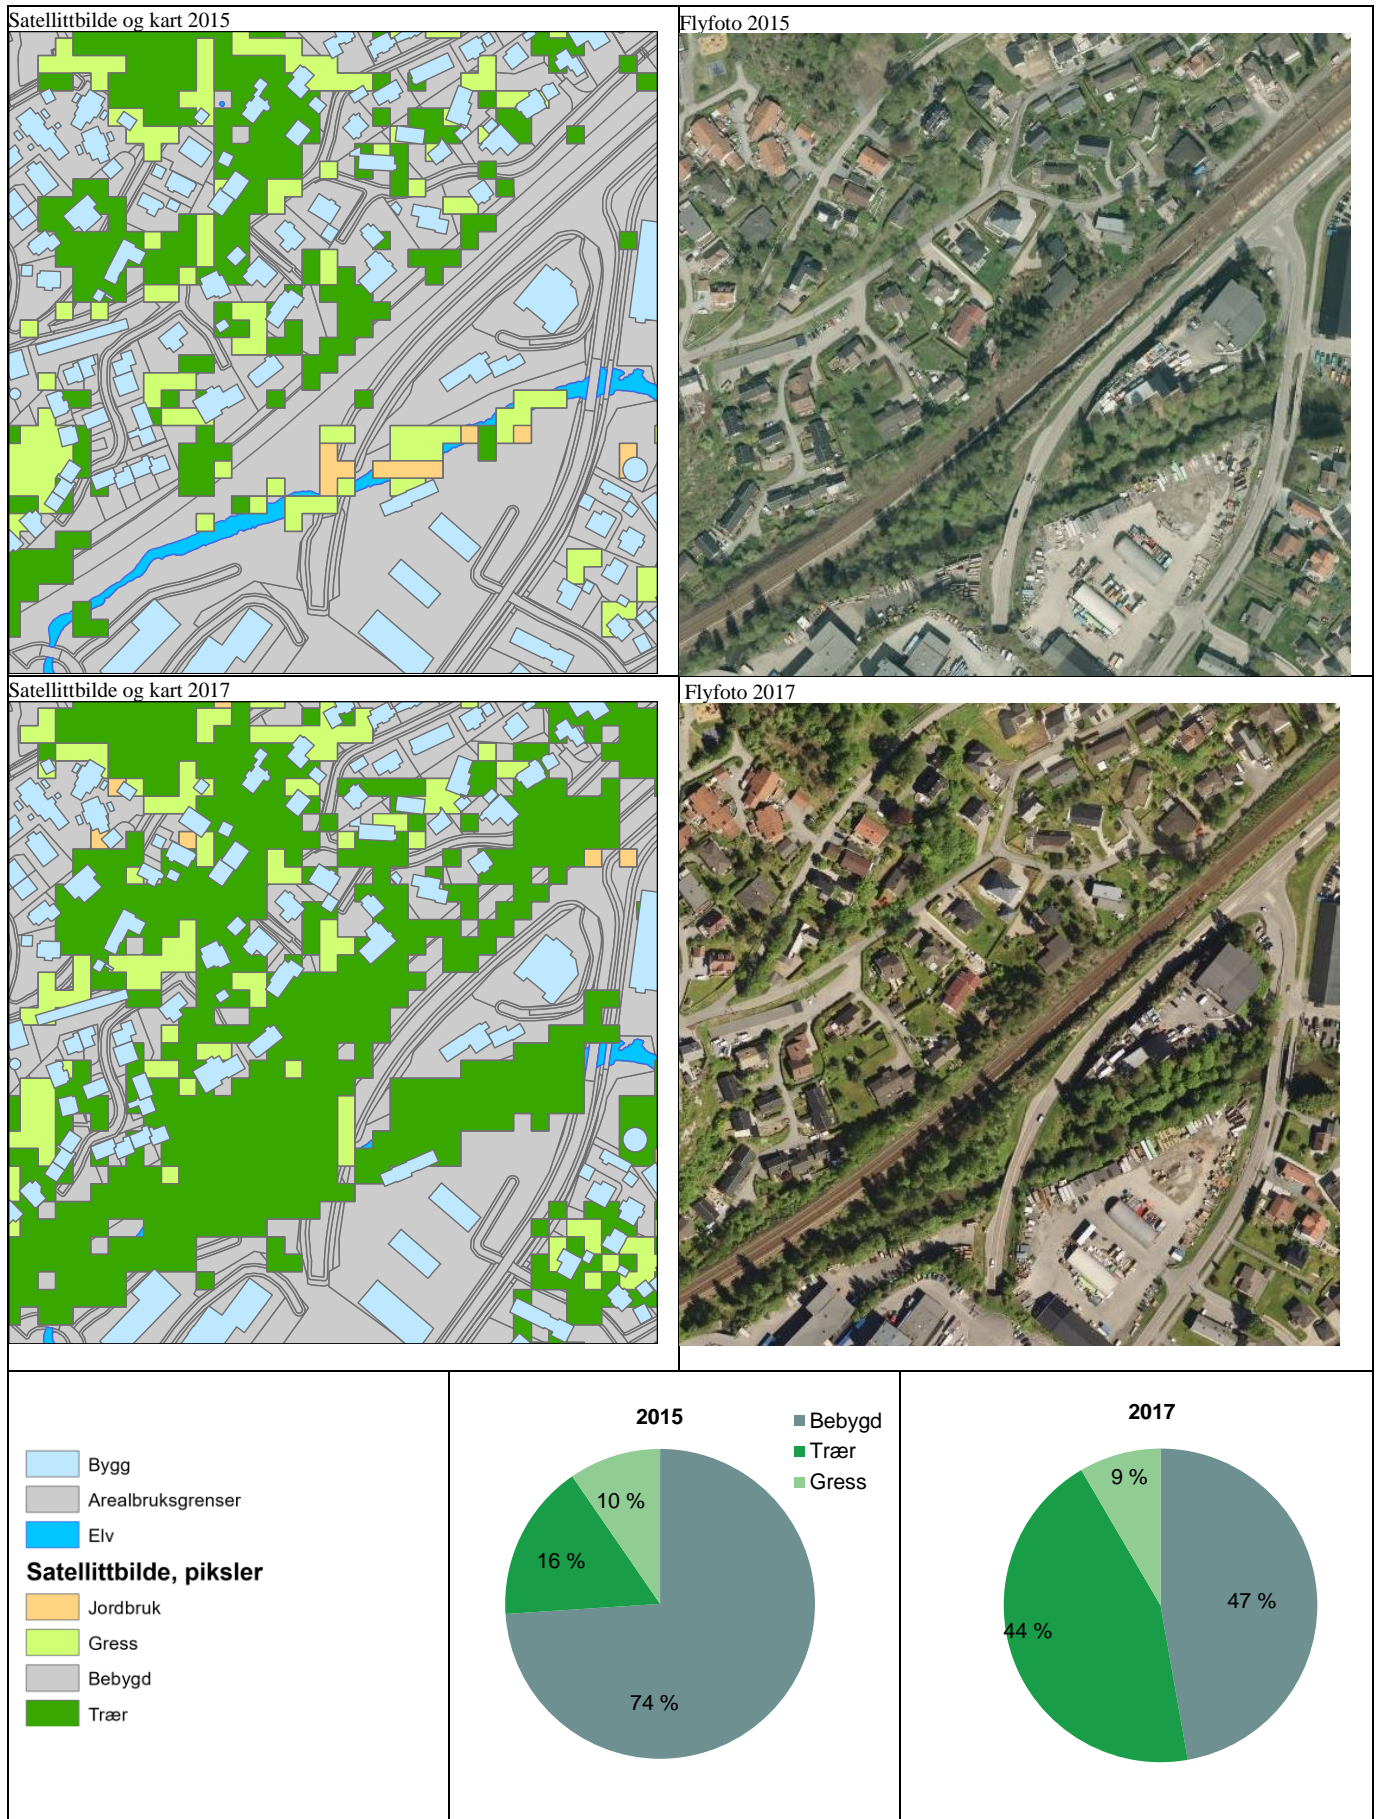 Satellittbilde og kart 2015
Flyfoto 2015
Satellittbilde og kart 2017
Flyfoto 2017
Bygg
Arealbruksgrenser
Elv
Satellittbilde, piksler
Jordbruk
Gress
Bebygd
Trær
2015
Bebygd
Trær
Gress
10 %
16 %
74 %
2017
9 %
47 %
44 %